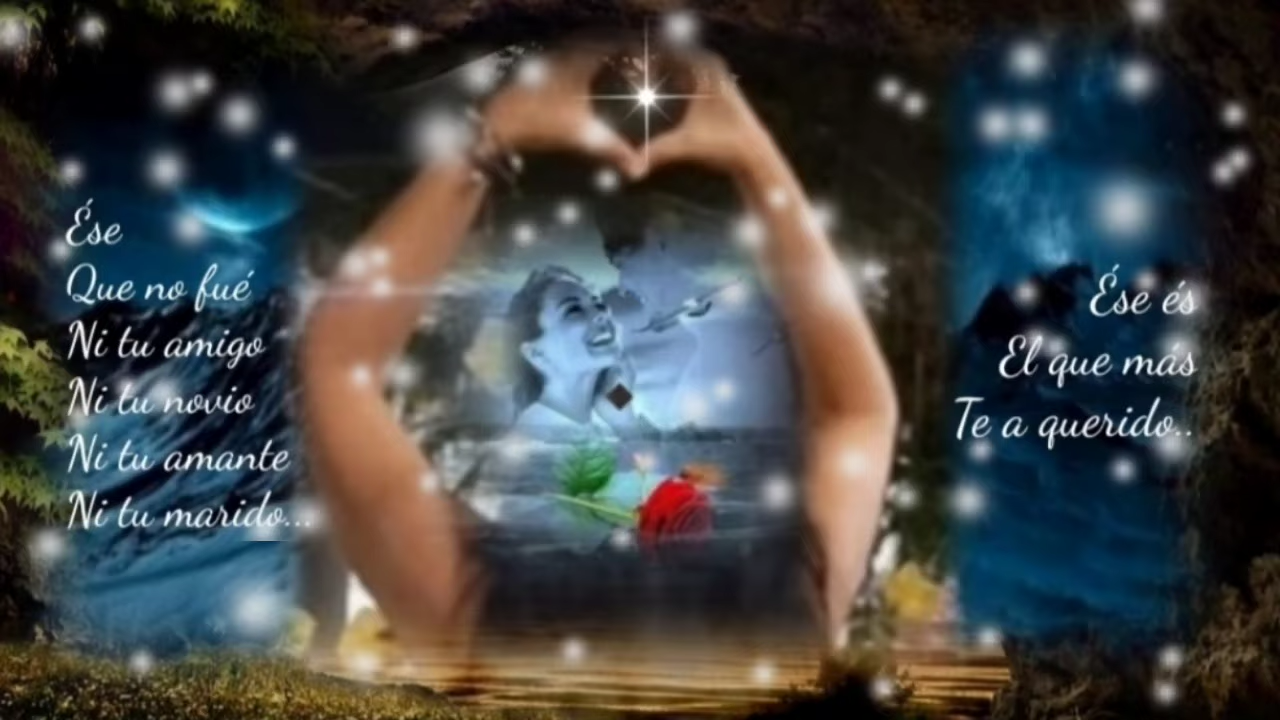 Ése
Que no fué
Ni tu amigo
Ni tu novio
Ni tu amante
Ni tu marido...
Ése és
El que más
Te a querido..